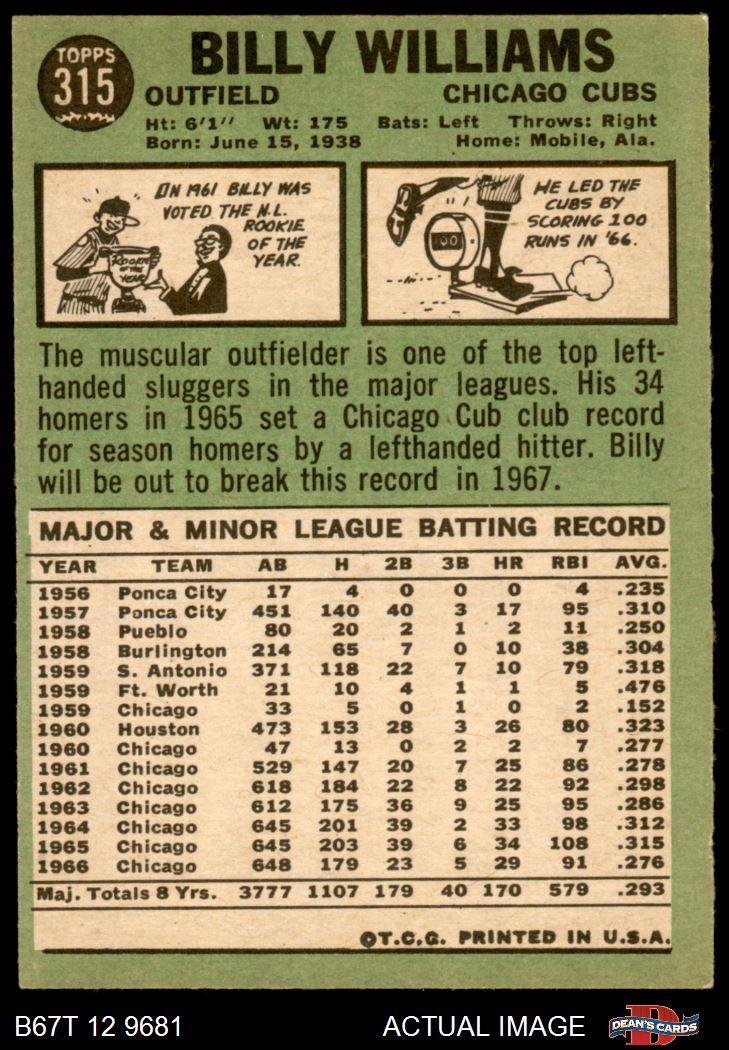 TOPPS
315
BILLY WILLIAMS
OUTFIELD CHICAGO CUBS
Ht: 6'1" Wt: 175 Bats: Left Throws: Right
Born: June 15, 1938 Home: Mobile, Ala.
IN 1961 BILLY WAS
VOTED THE N.L.
ROOKIE
OF THE
YEAR.
ROOKIE
OF THE
YEAR
HE LED THE
CUBS BY
SCORING 100
RUNS IN '66.
100
The muscular outfielder is one of the top left-
handed sluggers in the major leagues. His 34
homers in 1965 set a Chicago Cub club record
for season homers by a lefthanded hitter. Billy
will be out to break this record in 1967.
MAJOR & MINOR LEAGUE BATTING RECORD
YEAR TEAM AB H 2B 3B HR RBI AVG.
1956 Ponca City 17 4 0 0 0 4 .235
1957 Ponca City 451 140 40 3 17 95 .310
1958 Pueblo 80 20 2 1 2 11 .250
1958 Burlington 214 65 7 0 10 38 .304
1959 S. Antonio 371 118 22 7 10 79 .318
1959 Ft. Worth 21 10 4 1 1 5 .476
1959 Chicago 33 5 0 1 0 2 .152
1960 Houston 473 153 28 3 26 80 .323
1960 Chicago 47 13 0 2 2 7 .277
1961 Chicago 529 147 20 7 25 86 .278
1962 Chicago 618 184 22 8 22 92 .298
1963 Chicago 612 175 36 9 25 95 .286
1964 Chicago 645 201 39 2 33 98 .312
1965 Chicago 645 203 39 6 34 108 .315
1966 Chicago 648 179 23 5 29 91 .276
Maj. Totals 8 Yrs. 3777 1107 179 40 170 579 .293
©T.C.G. PRINTED IN U.S.A.
B67T 12 9681 ACTUAL IMAGE
D
DEAN'S CARDS